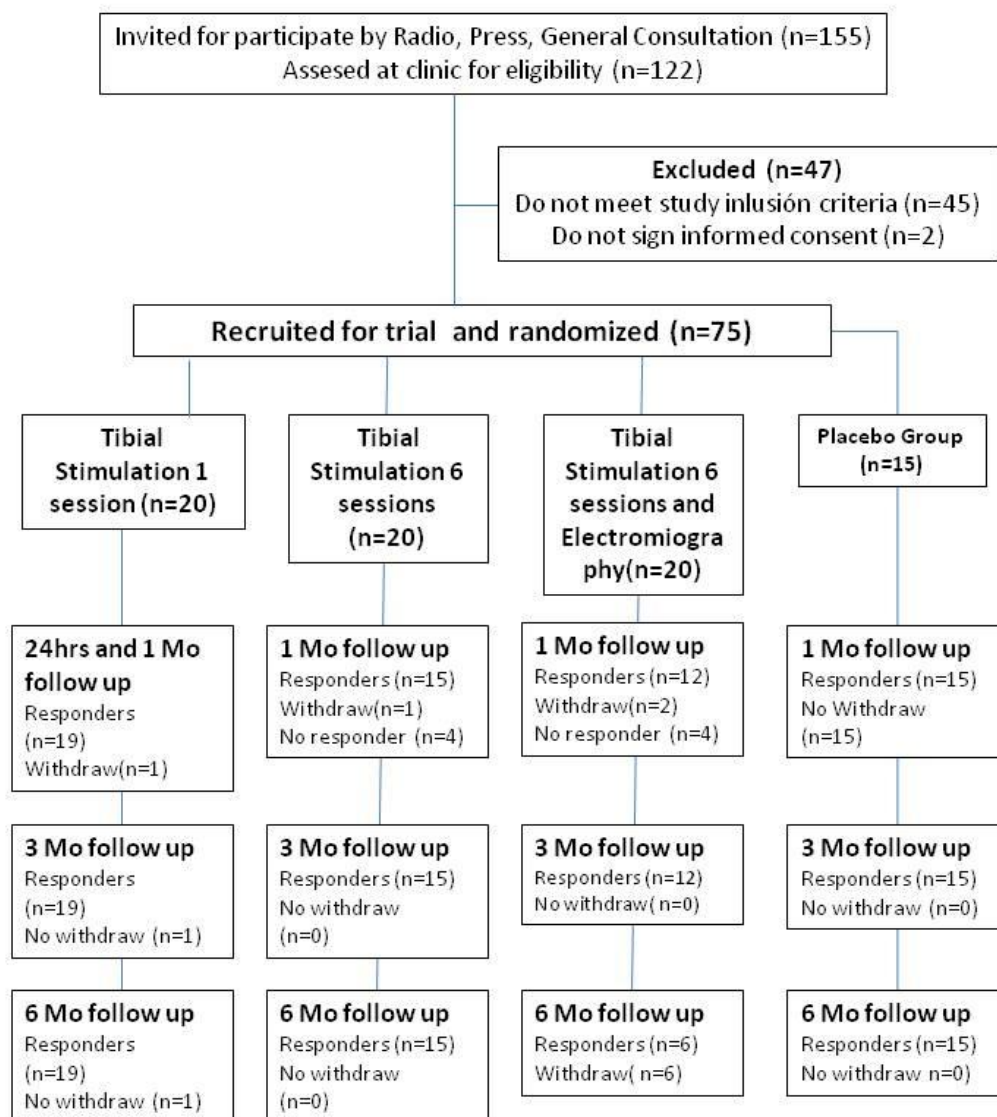 Invited for participate by Radio, Press, General Consultation (n=155)
Assesed at clinic for eligibility (n=122)
Excluded (n=47)
Do not meet study inlusión criteria (n=45)
Do not sign informed consent (n=2)
Recruited for trial and randomized (n=75)
Tibial
Stimulation 1
session (n=20)
Tibial
Stimulation 6
sessions
(n=20)
Tibial
Stimulation 6
sessions and
Electromiogra
phy(n=20)
Placebo Group
(n=15)
24hrs and 1 Mo
follow up
Responders
(n=19)
Withdraw(n=1)
1 Mo follow up
Responders (n=15)
Withdraw(n=1)
No responder (n=4)
1 Mo follow up
Responders (n=12)
Withdraw(n=2)
No responder (n=4)
1 Mo follow up
Responders (n=15)
No Withdraw
(n=15)
3 Mo follow up
Responders
(n=19)
No withdraw (n=1)
3 Mo follow up
Responders (n=15)
No withdraw
(n=0)
3 Mo follow up
Responders (n=12)
No withdraw( n=0)
3 Mo follow up
Responders (n=15)
No withdraw (n=0)
6 Mo follow up
Responders
(n=19)
No withdraw (n=1)
6 Mo follow up
Responders (n=15)
No withdraw
(n=0)
6 Mo follow up
Responders (n=6)
Withdraw( n=6)
6 Mo follow up
Responders (n=15)
No withdraw n=0)